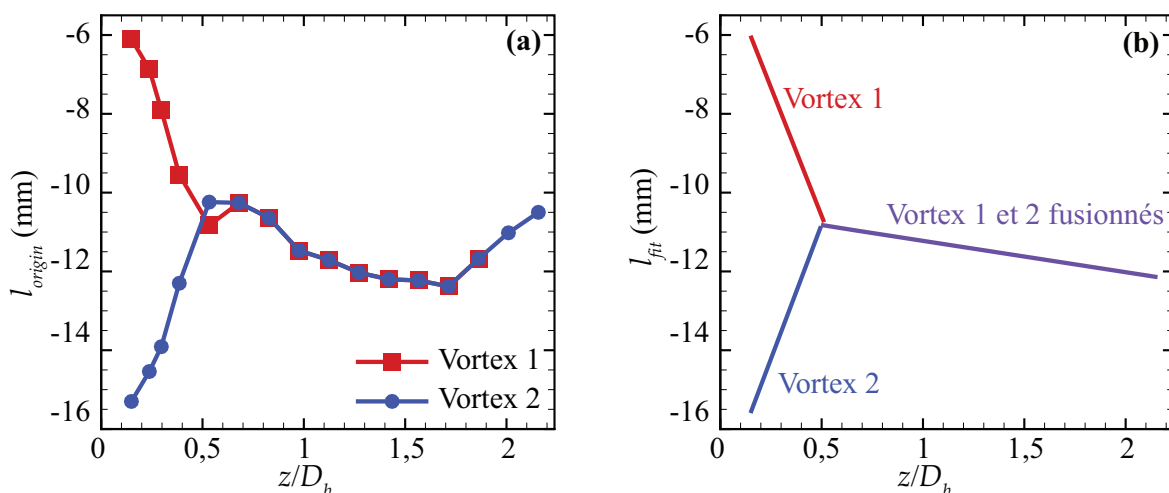 (a)
-6
-8
-10
-12
-14
-16
l_origin (mm)
0
0,5
1
1,5
2
z/D_h
Vortex 1
Vortex 2
(b)
-6
-8
-10
-12
-14
-16
l_fit (mm)
0
0,5
1
1,5
2
z/D_h
Vortex 1
Vortex 1 et 2 fusionnés
Vortex 2